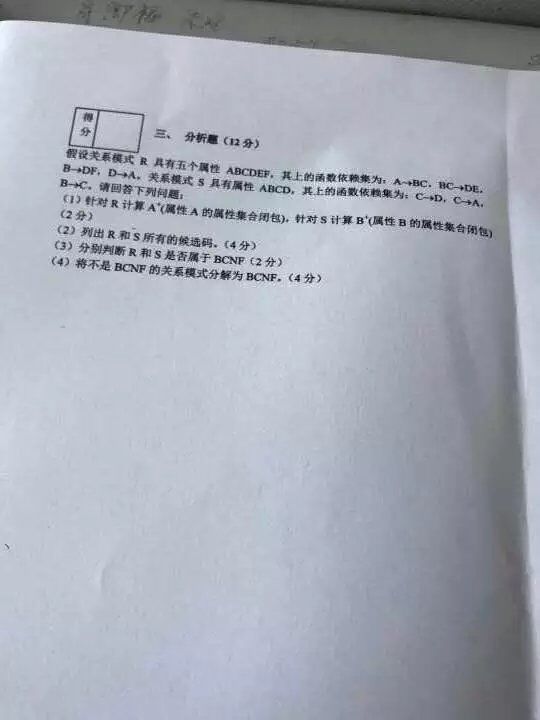 得分
三、 分析题（12 分）
假设关系模式 R 具有五个属性 ABCDEF，其上的函数依赖集为：A→BC，BC→DE，
B→DF，D→A。关系模式 S 具有属性 ABCD，其上的函数依赖集为：C→D，C→A，
B→C。请回答下列问题：
（1）针对 R 计算 A⁺(属性 A 的属性集合闭包)，针对 S 计算 B⁺(属性 B 的属性集合闭包)
（2 分）
（2）列出 R 和 S 所有的候选码。（4 分）
（3）分别判断 R 和 S 是否属于 BCNF（2 分）
（4）将不是 BCNF 的关系模式分解为 BCNF。（4 分）